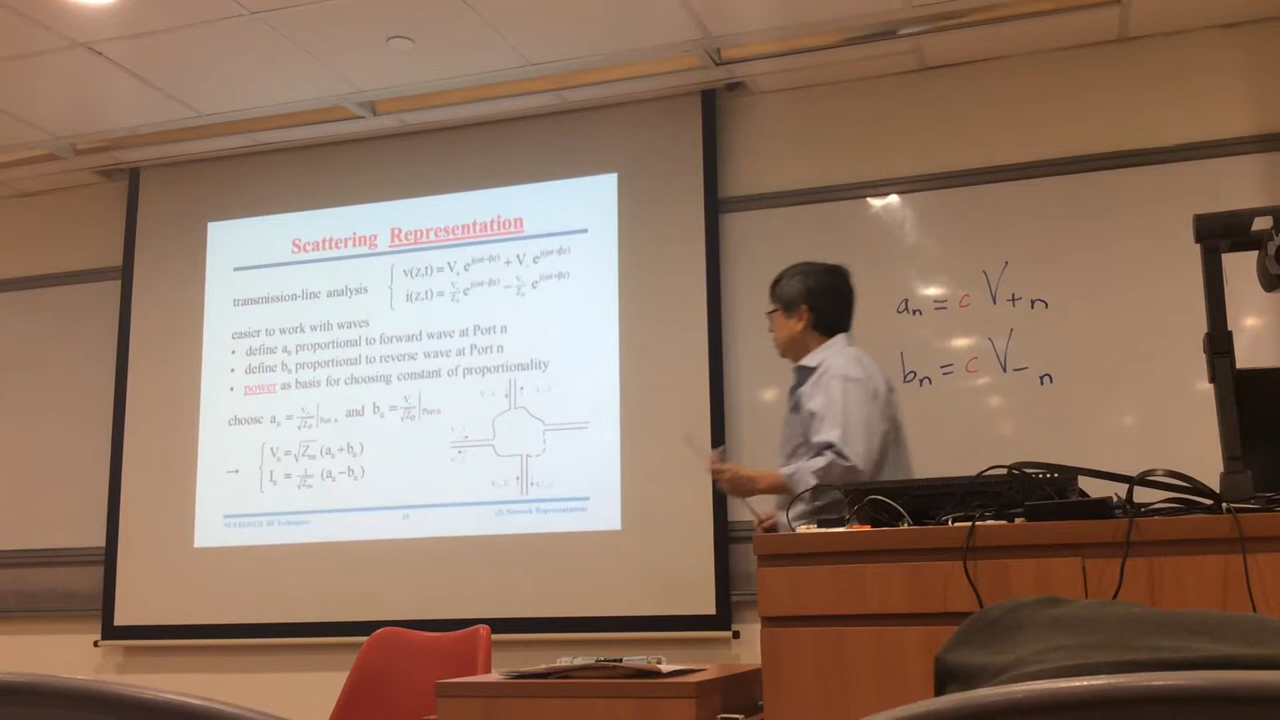 Scattering Representation
transmission-line analysis
v(z,t) = V₊ e^{j(ωt-βz)} + V₋ e^{j(ωt+βz)}
i(z,t) = V₊/Z₀ e^{j(ωt-βz)} - V₋/Z₀ e^{j(ωt+βz)}
easier to work with waves
• define aₙ proportional to forward wave at Port n
• define bₙ proportional to reverse wave at Port n
• power as basis for choosing constant of proportionality
choose aₙ = V₊/√Z₀ |Port n and bₙ = V₋/√Z₀ |Port n
→ Vₙ = √Z₀ₙ (aₙ+bₙ)
Iₙ = 1/√Z₀ₙ (aₙ-bₙ)
(2) Network Representation
aₙ = c V₊ₙ
bₙ = c V₋ₙ